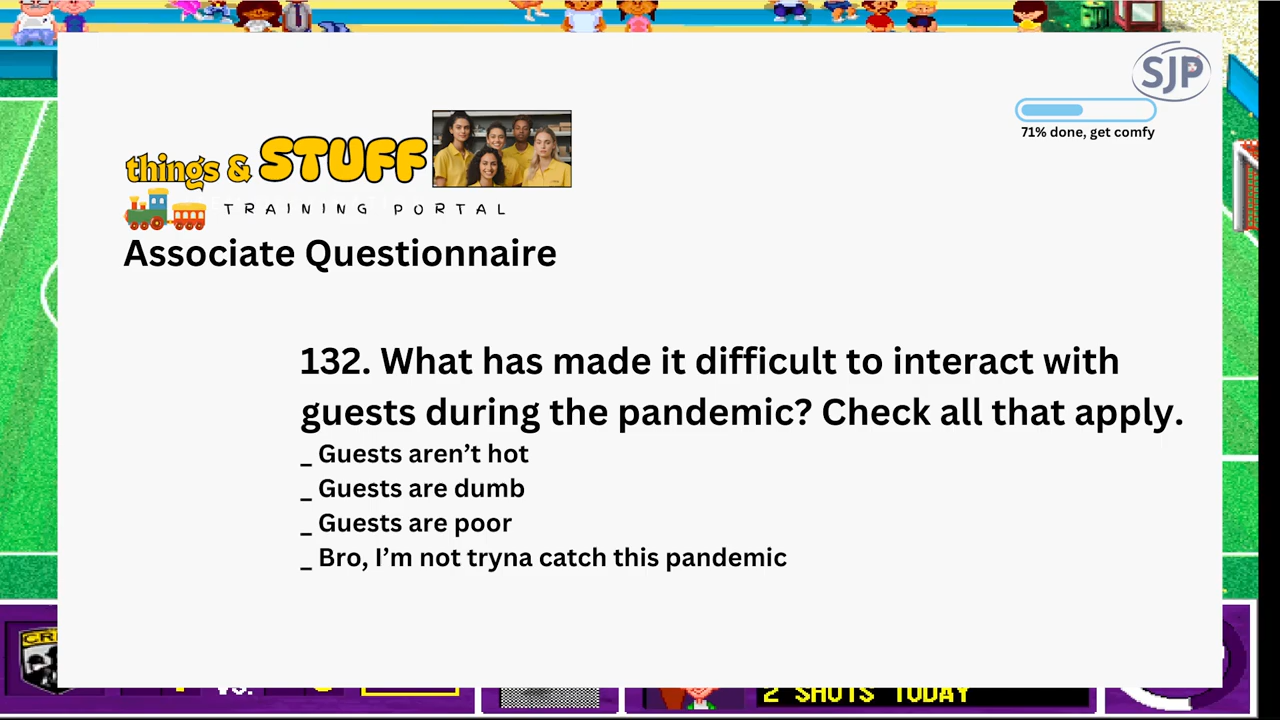 SJP
71% done, get comfy
things & STUFF
TRAINING PORTAL
Associate Questionnaire
132. What has made it difficult to interact with
guests during the pandemic? Check all that apply.
_ Guests aren’t hot
_ Guests are dumb
_ Guests are poor
_ Bro, I’m not tryna catch this pandemic
2 SHOTS TODAY